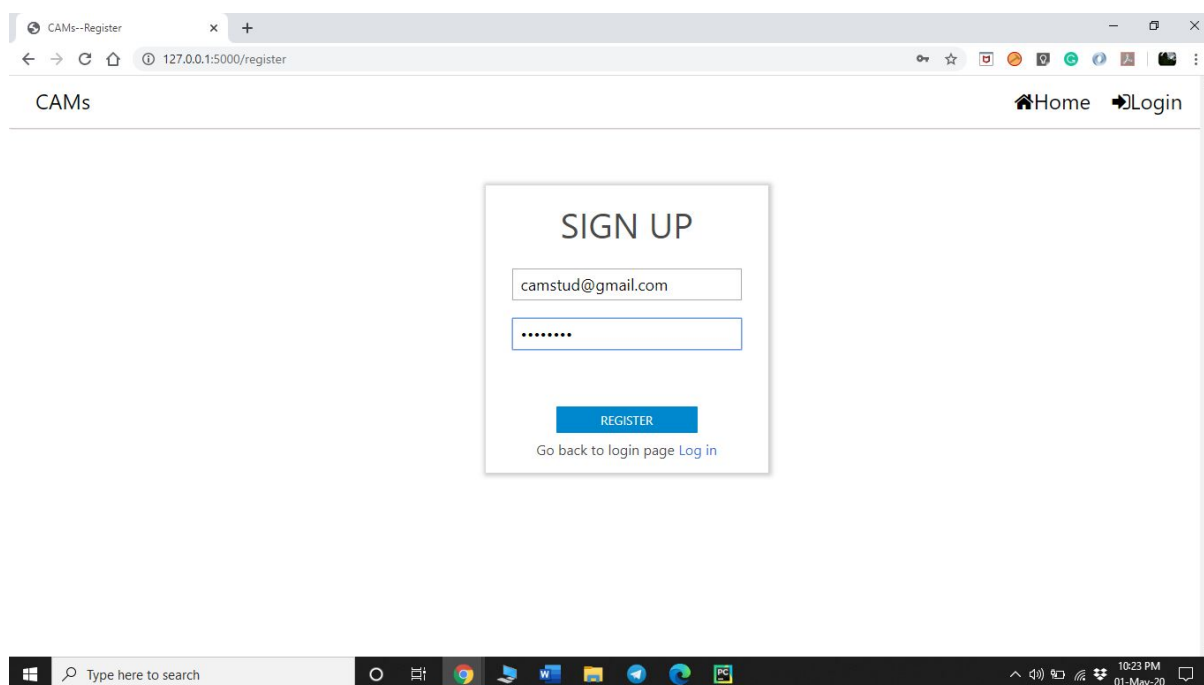 CAMs--Register
127.0.0.1:5000/register
CAMs
Home
Login
SIGN UP
camstud@gmail.com
••••••••
REGISTER
Go back to login page Log in
Type here to search
10:23 PM
01-May-20